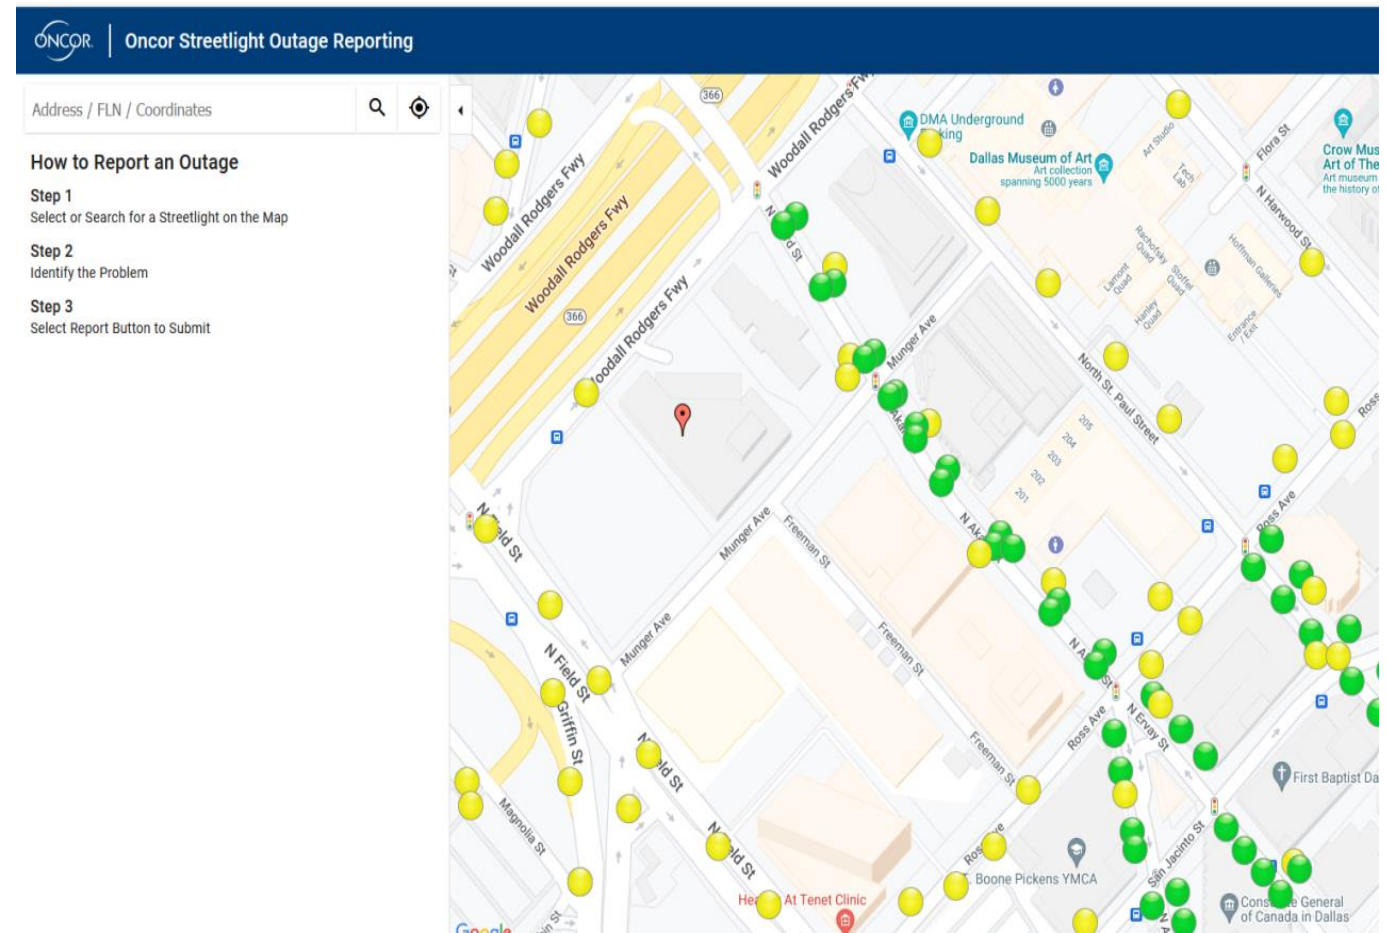 ONCOR
Oncor Streetlight Outage Reporting
Address / FLN / Coordinates
How to Report an Outage
Step 1
Select or Search for a Streetlight on the Map
Step 2
Identify the Problem
Step 3
Select Report Button to Submit
366
Woodall Rodgers Fwy
DMA Underground
Dallas Museum of Art
Art collection
spanning 5000 years
Art Studio
Tech
Lab
Flora St
Crow Mus
Art of The
Art museum
the history of
N Harwood St
Woodall Rodgers Fwy
Woodall Rodgers Fwy
366
Woodall Rodgers Fwy
Rachofsky
Quad
Stoffel
Quad
Lamont
Quad
Hanley
Quad
Hoffman Galleries
Entrance
/ Exit
Munger Ave
North St. Paul Street
Ross
205
204
203
202
201
Ross Ave
N Field St
Munger Ave
Freeman St
Munger Ave
Freeman St
N Field St
Griffin St
Freeman St
Ross Ave
N Ervay St
First Baptist Da
Magnolia St
San Jacinto St
T. Boone Pickens YMCA
At Tenet Clinic
General
of Canada in Dallas
Google